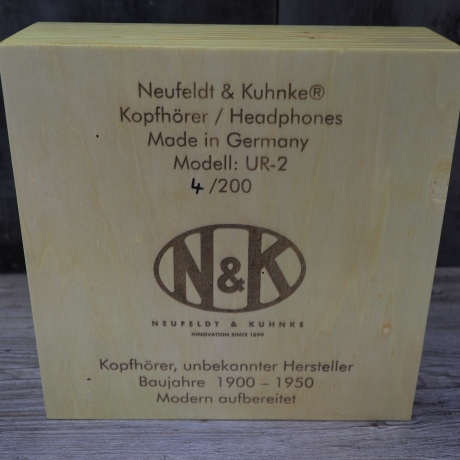 Neufeldt & Kuhnke®
Kopfhörer / Headphones
Made in Germany
Modell: UR-2
4/200
N&K
NEUFELDT & KUHNKE
INNOVATION SINCE 1899
Kopfhörer, unbekannter Hersteller
Baujahre 1900 – 1950
Modern aufbereitet